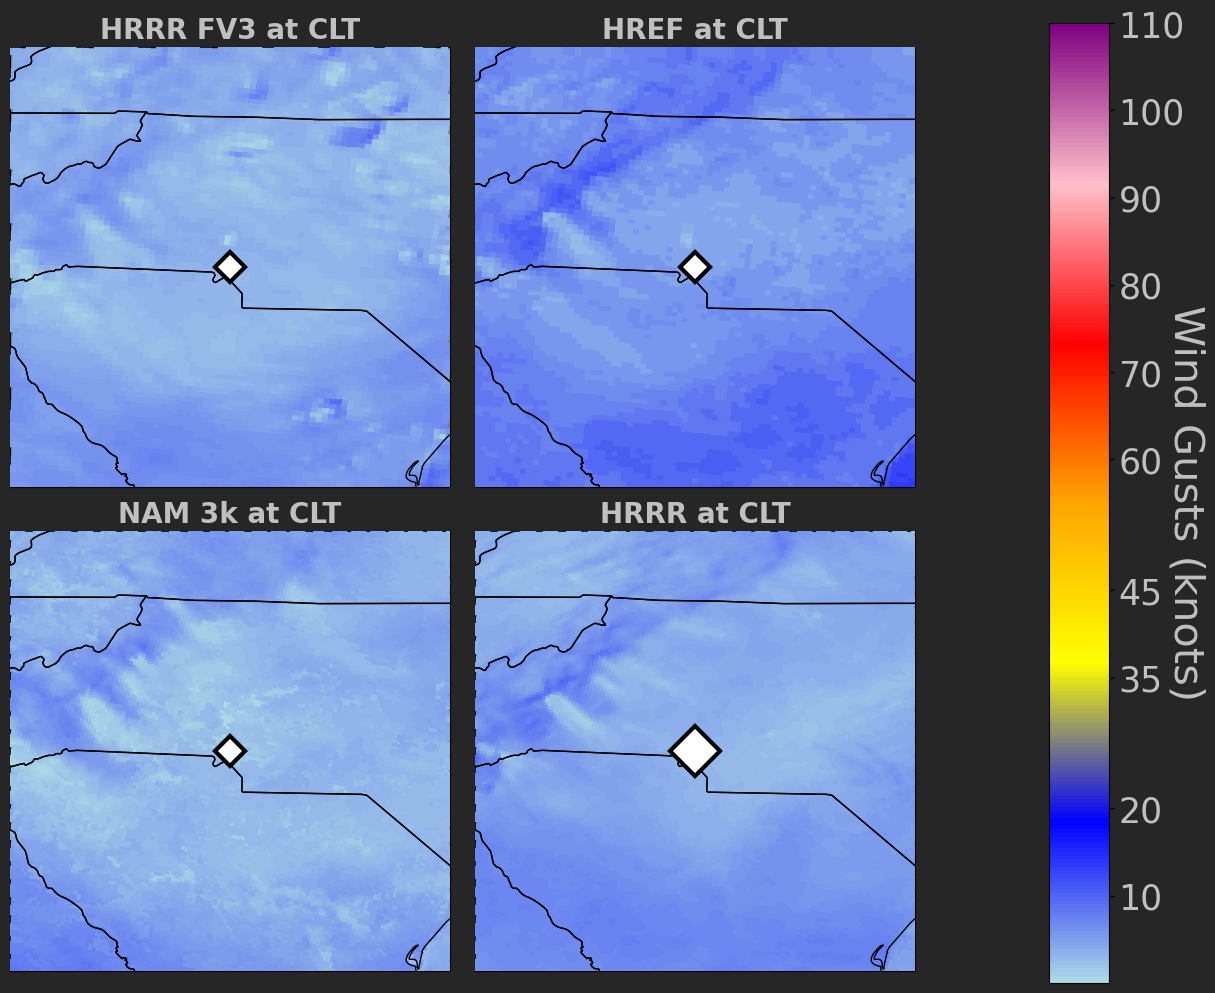 HRRR FV3 at CLT
HREF at CLT
NAM 3k at CLT
HRRR at CLT
110
100
90
80
70
60
45
35
20
10
Wind Gusts (knots)